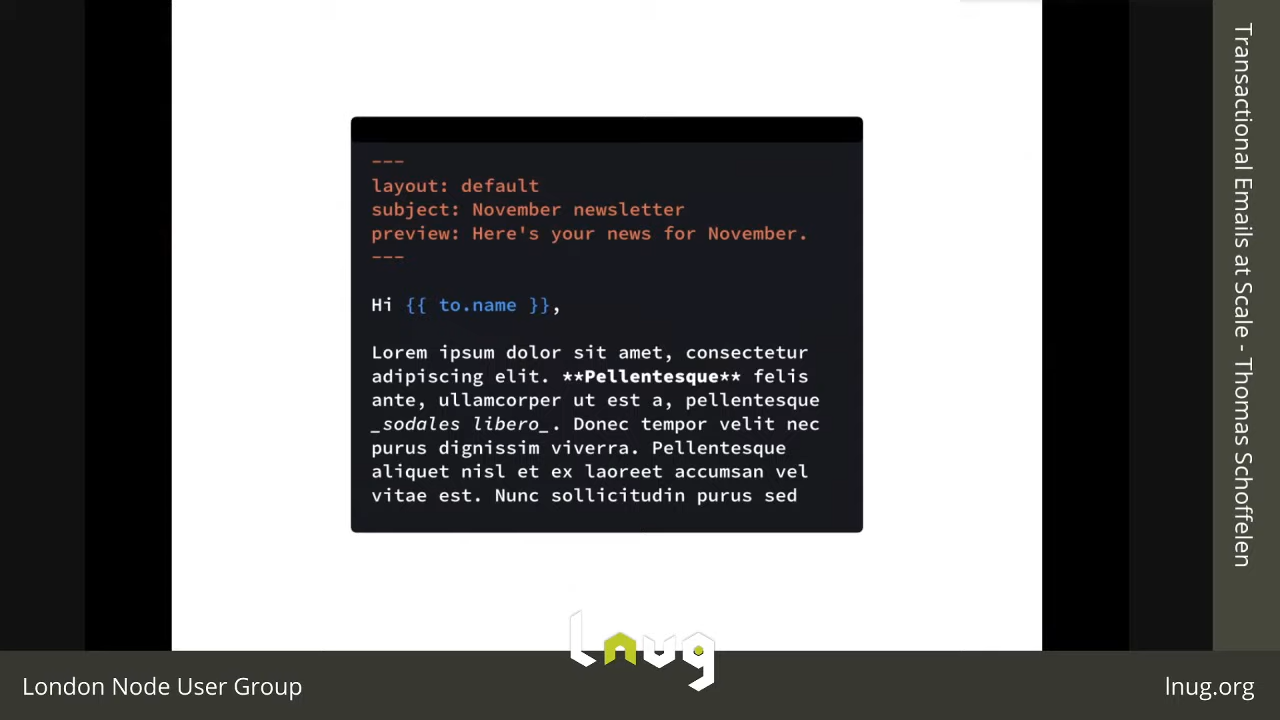 ---
layout: default
subject: November newsletter
preview: Here's your news for November.
---
Hi {{ to.name }},
Lorem ipsum dolor sit amet, consectetur
adipiscing elit. **Pellentesque** felis
ante, ullamcorper ut est a, pellentesque
_sodales libero_. Donec tempor velit nec
purus dignissim viverra. Pellentesque
aliquet nisl et ex laoreet accumsan vel
vitae est. Nunc sollicitudin purus sed
Transactional Emails at Scale - Thomas Schoffelen
lnug
London Node User Group
lnug.org